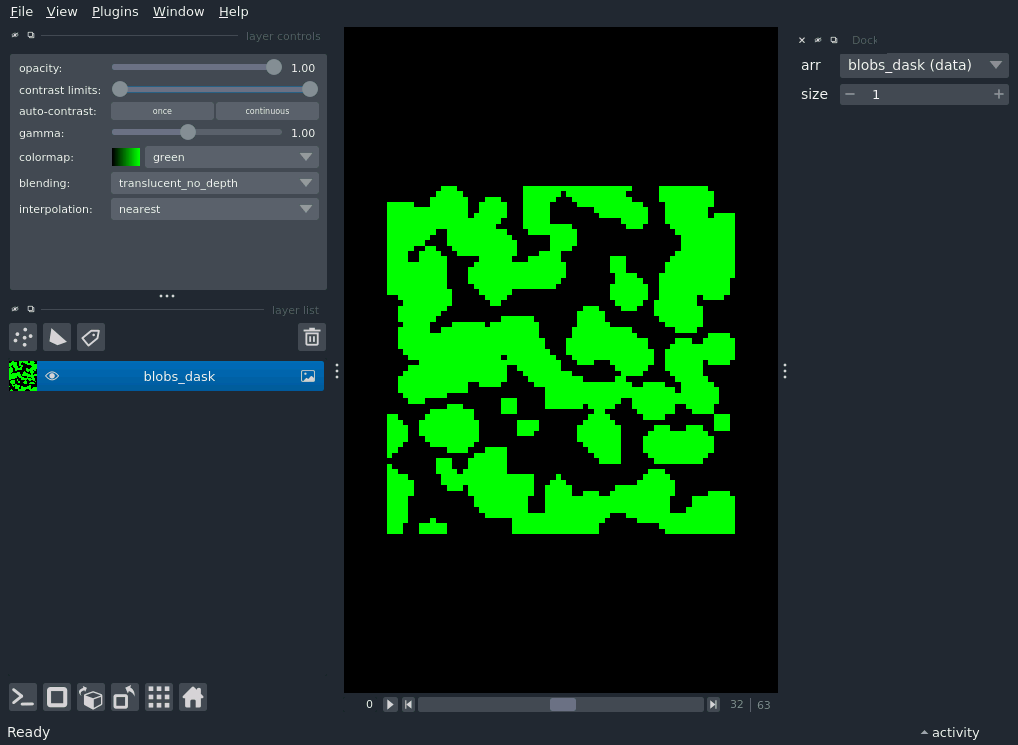 File View Plugins Window Help
layer controls
opacity: 1.00
contrast limits:
auto-contrast: once continuous
gamma: 1.00
colormap: green
blending: translucent_no_depth
interpolation: nearest
layer list
blobs_dask
0 32 63
Ready
Dock
arr blobs_dask (data)
size 1
activity